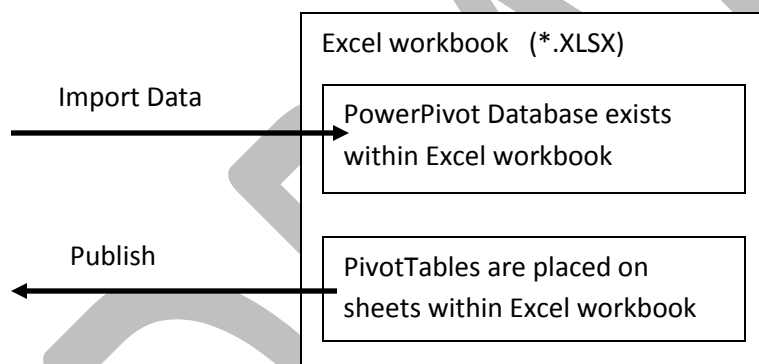 Excel workbook (*.XLSX)
Import Data
PowerPivot Database exists
within Excel workbook
Publish
PivotTables are placed on
sheets within Excel workbook